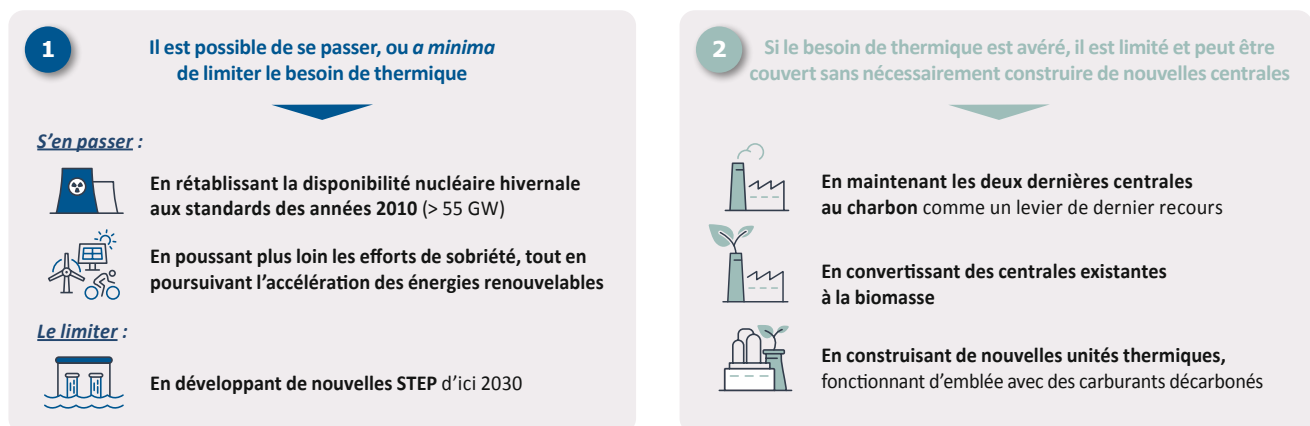 1
Il est possible de se passer, ou a minima
de limiter le besoin de thermique
S'en passer :
En rétablissant la disponibilité nucléaire hivernale
aux standards des années 2010 (> 55 GW)
En poussant plus loin les efforts de sobriété, tout en
poursuivant l'accélération des énergies renouvelables
Le limiter :
En développant de nouvelles STEP d'ici 2030
2
Si le besoin de thermique est avéré, il est limité et peut être
couvert sans nécessairement construire de nouvelles centrales
En maintenant les deux dernières centrales
au charbon comme un levier de dernier recours
En convertissant des centrales existantes
à la biomasse
En construisant de nouvelles unités thermiques,
fonctionnant d'emblée avec des carburants décarbonés